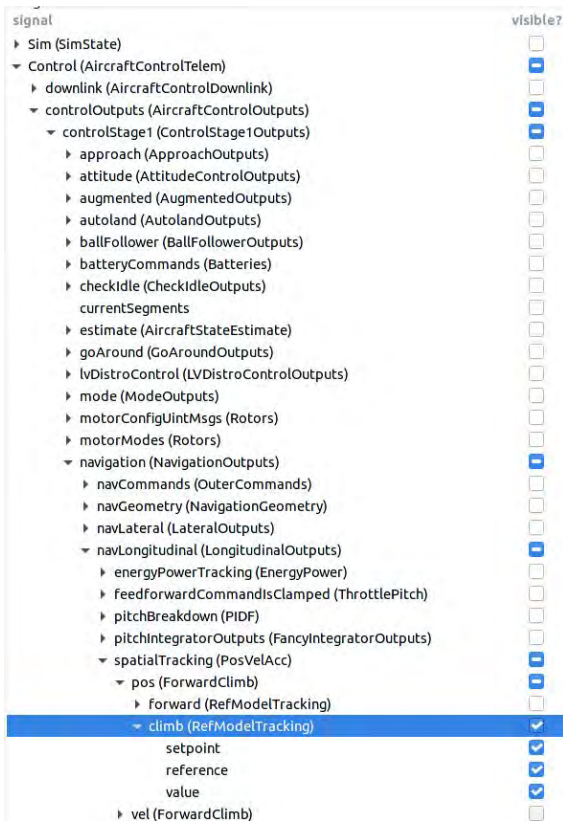 signal visible?
Sim (SimState)
Control (AircraftControlTelem)
downlink (AircraftControlDownlink)
controlOutputs (AircraftControlOutputs)
controlStage1 (ControlStage1Outputs)
approach (ApproachOutputs)
attitude (AttitudeControlOutputs)
augmented (AugmentedOutputs)
autoland (AutolandOutputs)
ballFollower (BallFollowerOutputs)
batteryCommands (Batteries)
checkIdle (CheckIdleOutputs)
currentSegments
estimate (AircraftStateEstimate)
goAround (GoAroundOutputs)
lvDistroControl (LVDistroControlOutputs)
mode (ModeOutputs)
motorConfigUintMsgs (Rotors)
motorModes (Rotors)
navigation (NavigationOutputs)
navCommands (OuterCommands)
navGeometry (NavigationGeometry)
navLateral (LateralOutputs)
navLongitudinal (LongitudinalOutputs)
energyPowerTracking (EnergyPower)
feedforwardCommandIsClamped (ThrottlePitch)
pitchBreakdown (PIDF)
pitchIntegratorOutputs (FancyIntegratorOutputs)
spatialTracking (PosVelAcc)
pos (ForwardClimb)
forward (RefModelTracking)
climb (RefModelTracking)
setpoint
reference
value
vel (ForwardClimb)